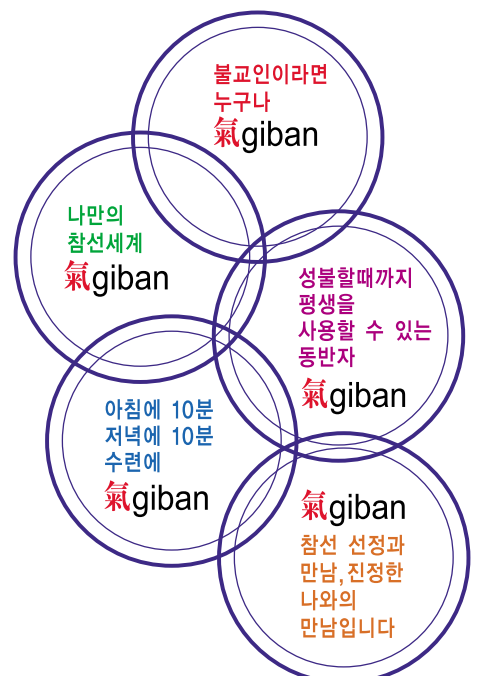 불교인이라면
누구나
氣giban
나만의
참선세계
氣giban
성불할때까지
평생을
사용할 수 있는
동반자
氣giban
아침에 10분
저녁에 10분
수련에
氣giban
氣giban
참선 선정과
만남, 진정한
나와의
만남입니다